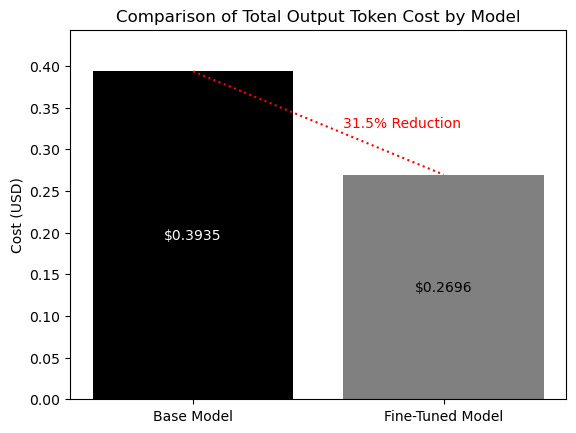 Comparison of Total Output Token Cost by Model
Cost (USD)
0.40
0.35
0.30
0.25
0.20
0.15
0.10
0.05
0.00
31.5% Reduction
$0.3935
$0.2696
Base Model
Fine-Tuned Model